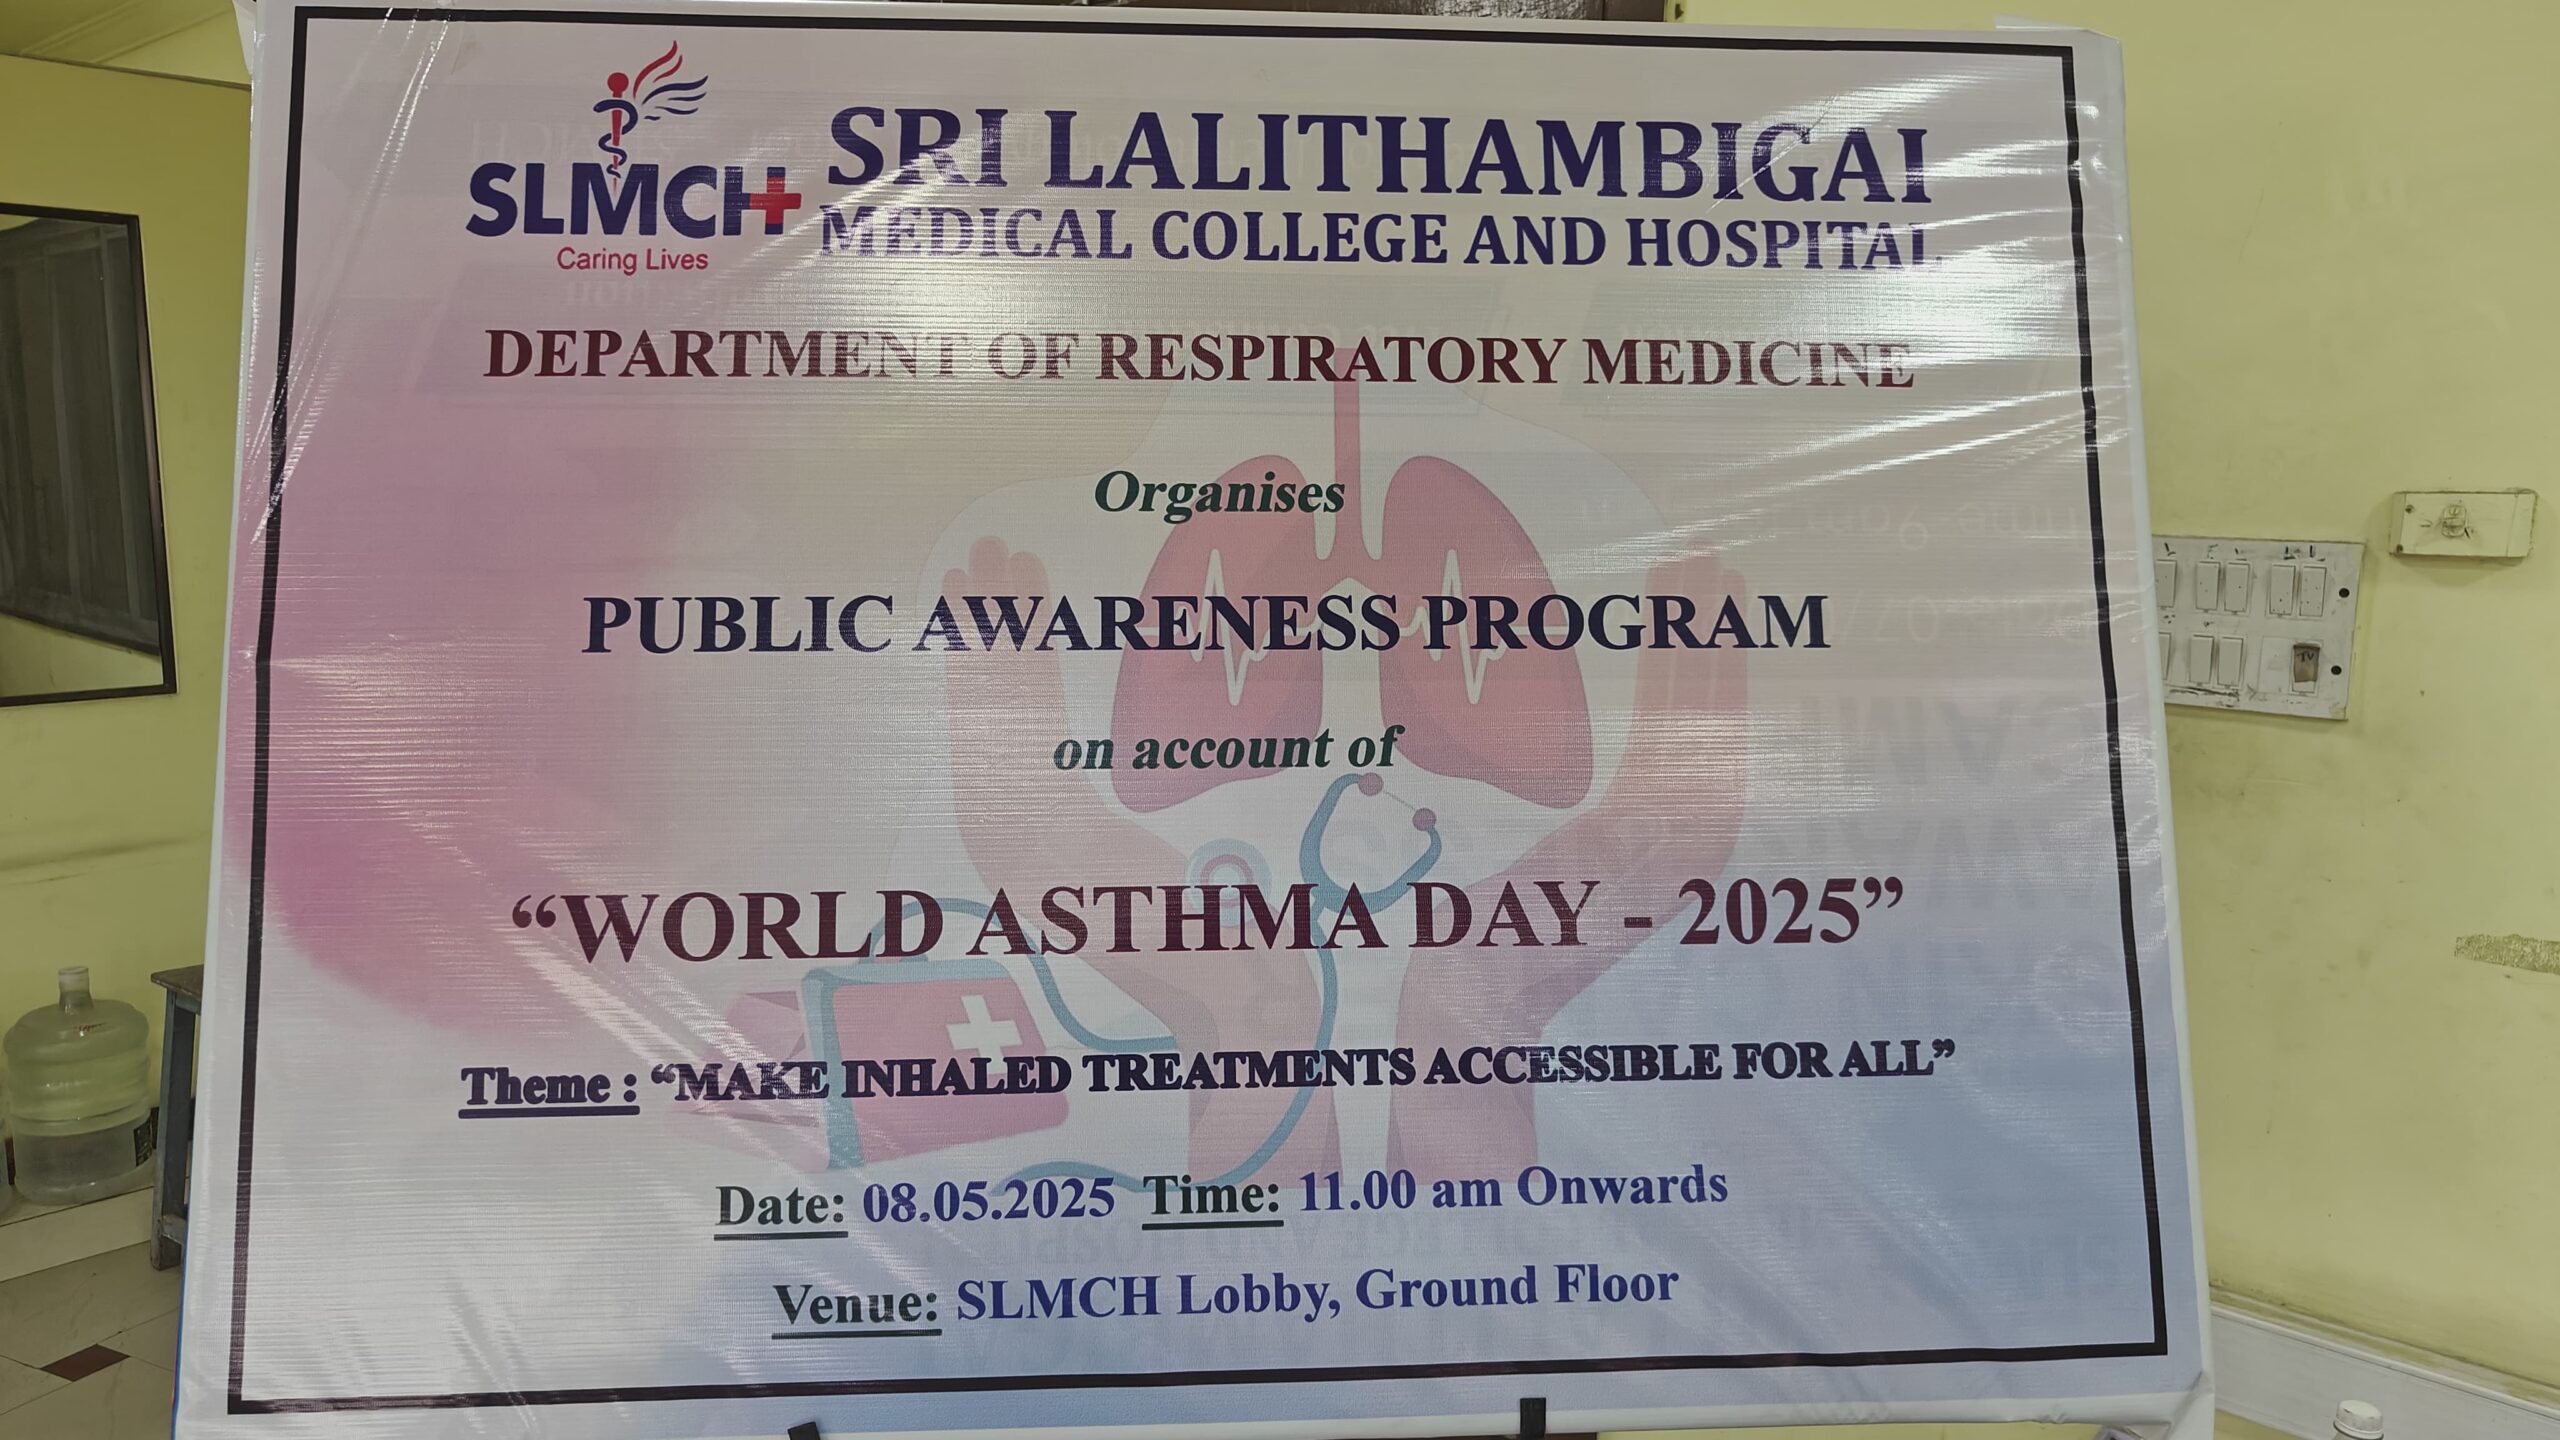 SLMCH
Caring Lives
SRI LALITHAMBIGAI
MEDICAL COLLEGE AND HOSPITAL
DEPARTMENT OF RESPIRATORY MEDICINE
Organises
PUBLIC AWARENESS PROGRAM
on account of
“WORLD ASTHMA DAY - 2025”
Theme : “MAKE INHALED TREATMENTS ACCESSIBLE FOR ALL”
Date: 08.05.2025 Time: 11.00 am Onwards
Venue: SLMCH Lobby, Ground Floor
TV